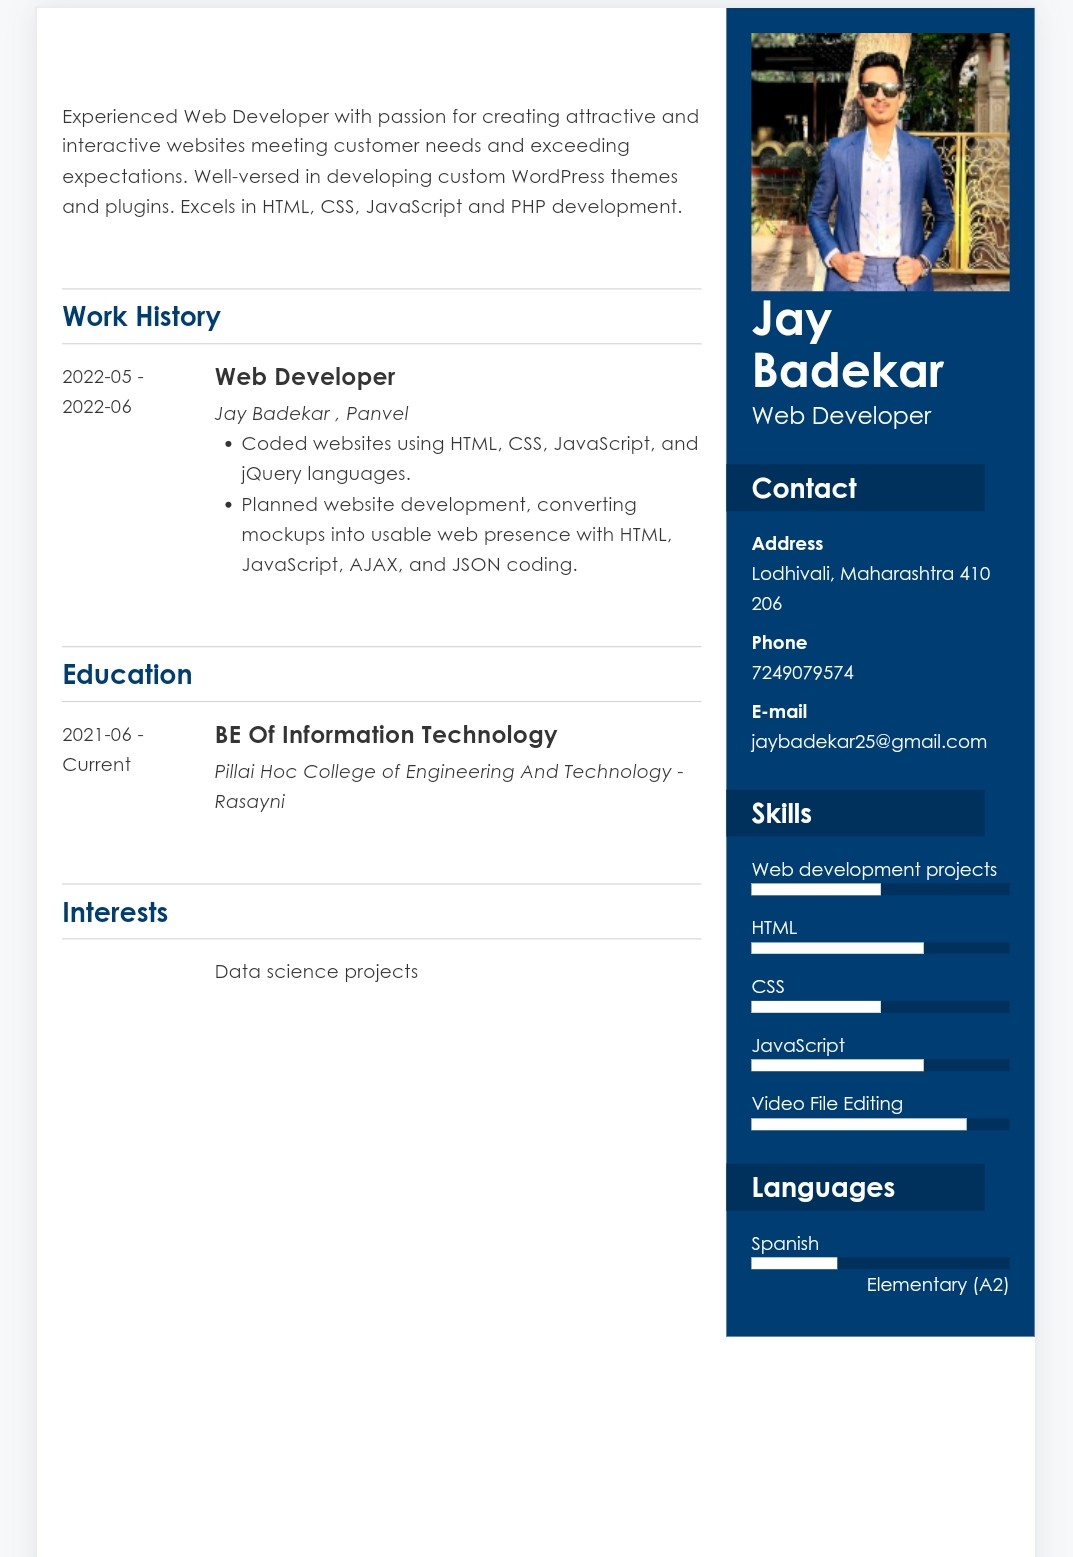 Experienced Web Developer with passion for creating attractive and
interactive websites meeting customer needs and exceeding
expectations. Well-versed in developing custom WordPress themes
and plugins. Excels in HTML, CSS, JavaScript and PHP development.
Work History
2022-05 -
2022-06
Web Developer
Jay Badekar , Panvel
• Coded websites using HTML, CSS, JavaScript, and
jQuery languages.
• Planned website development, converting
mockups into usable web presence with HTML,
JavaScript, AJAX, and JSON coding.
Education
2021-06 -
Current
BE Of Information Technology
Pillai Hoc College of Engineering And Technology -
Rasayni
Interests
Data science projects
Jay
Badekar
Web Developer
Contact
Address
Lodhivali, Maharashtra 410
206
Phone
7249079574
E-mail
jaybadekar25@gmail.com
Skills
Web development projects
HTML
CSS
JavaScript
Video File Editing
Languages
Spanish
Elementary (A2)